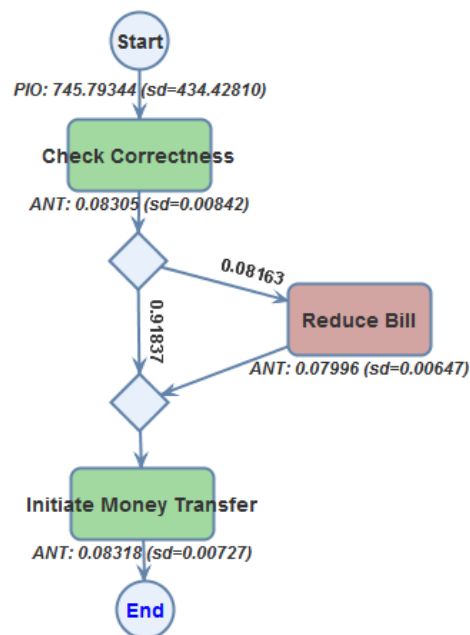 Start
PIO: 745.79344 (sd=434.42810)
Check Correctness
ANT: 0.08305 (sd=0.00842)
0.08163
0.91837
Reduce Bill
ANT: 0.07996 (sd=0.00647)
Initiate Money Transfer
ANT: 0.08318 (sd=0.00727)
End